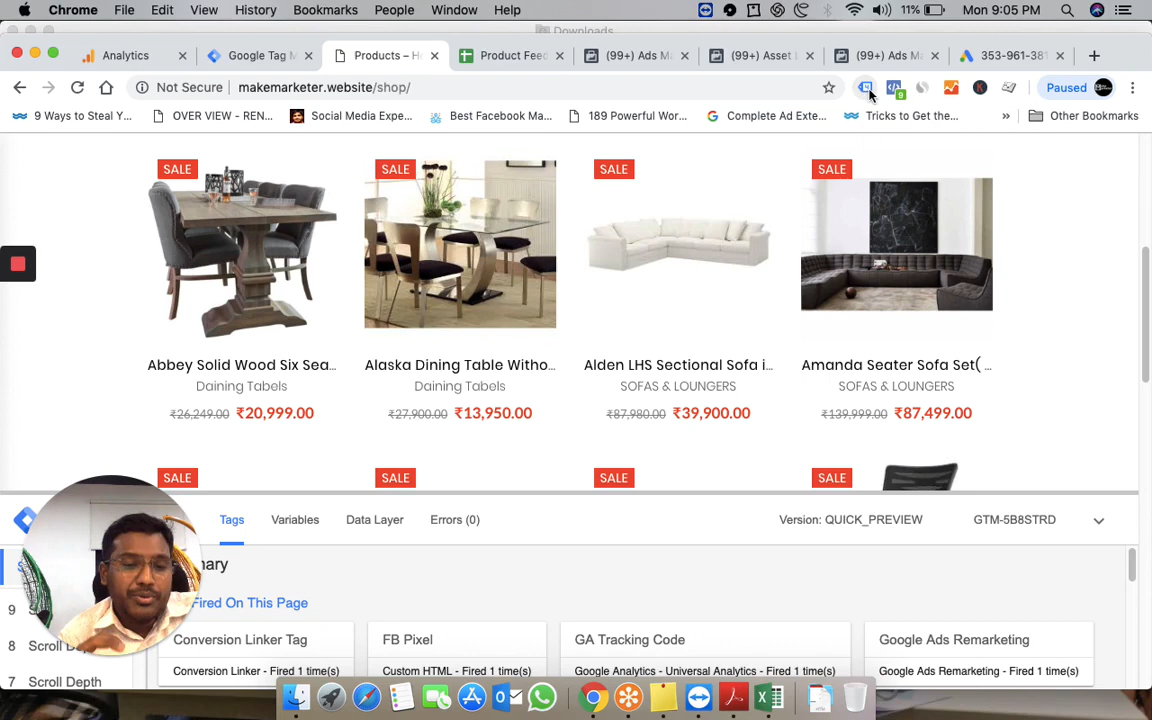 Chrome File Edit View History Bookmarks People Window Help 11% Mon 9:05 PM
Downloads
Analytics Google Tag M Products – H Product Feed (99+) Ads Ma (99+) Asset (99+) Ads Ma 353-961-381
Not Secure makemarketer.website/shop/ 9 Paused
9 Ways to Steal Y... OVER VIEW - REN... Social Media Expe... Best Facebook Ma... 189 Powerful Wor... Complete Ad Exte... Tricks to Get the... » Other Bookmarks
SALE SALE SALE SALE
Abbey Solid Wood Six Sea... Alaska Dining Table Witho... Alden LHS Sectional Sofa i... Amanda Seater Sofa Set( ...
Daining Tabels Daining Tabels SOFAS & LOUNGERS SOFAS & LOUNGERS
₹26,249.00 ₹20,999.00 ₹27,900.00 ₹13,950.00 ₹87,980.00 ₹39,900.00 ₹139,999.00 ₹87,499.00
SALE SALE SALE SALE
Tags Variables Data Layer Errors (0) Version: QUICK_PREVIEW GTM-5B8STRD
Fired On This Page
9
Conversion Linker Tag FB Pixel GA Tracking Code Google Ads Remarketing
8
Conversion Linker - Fired 1 time(s) Custom HTML - Fired 1 time(s) Google Analytics - Universal Analytics - Fired 1 time(s) Google Ads Remarketing - Fired 1 time(s)
7 Scroll Depth